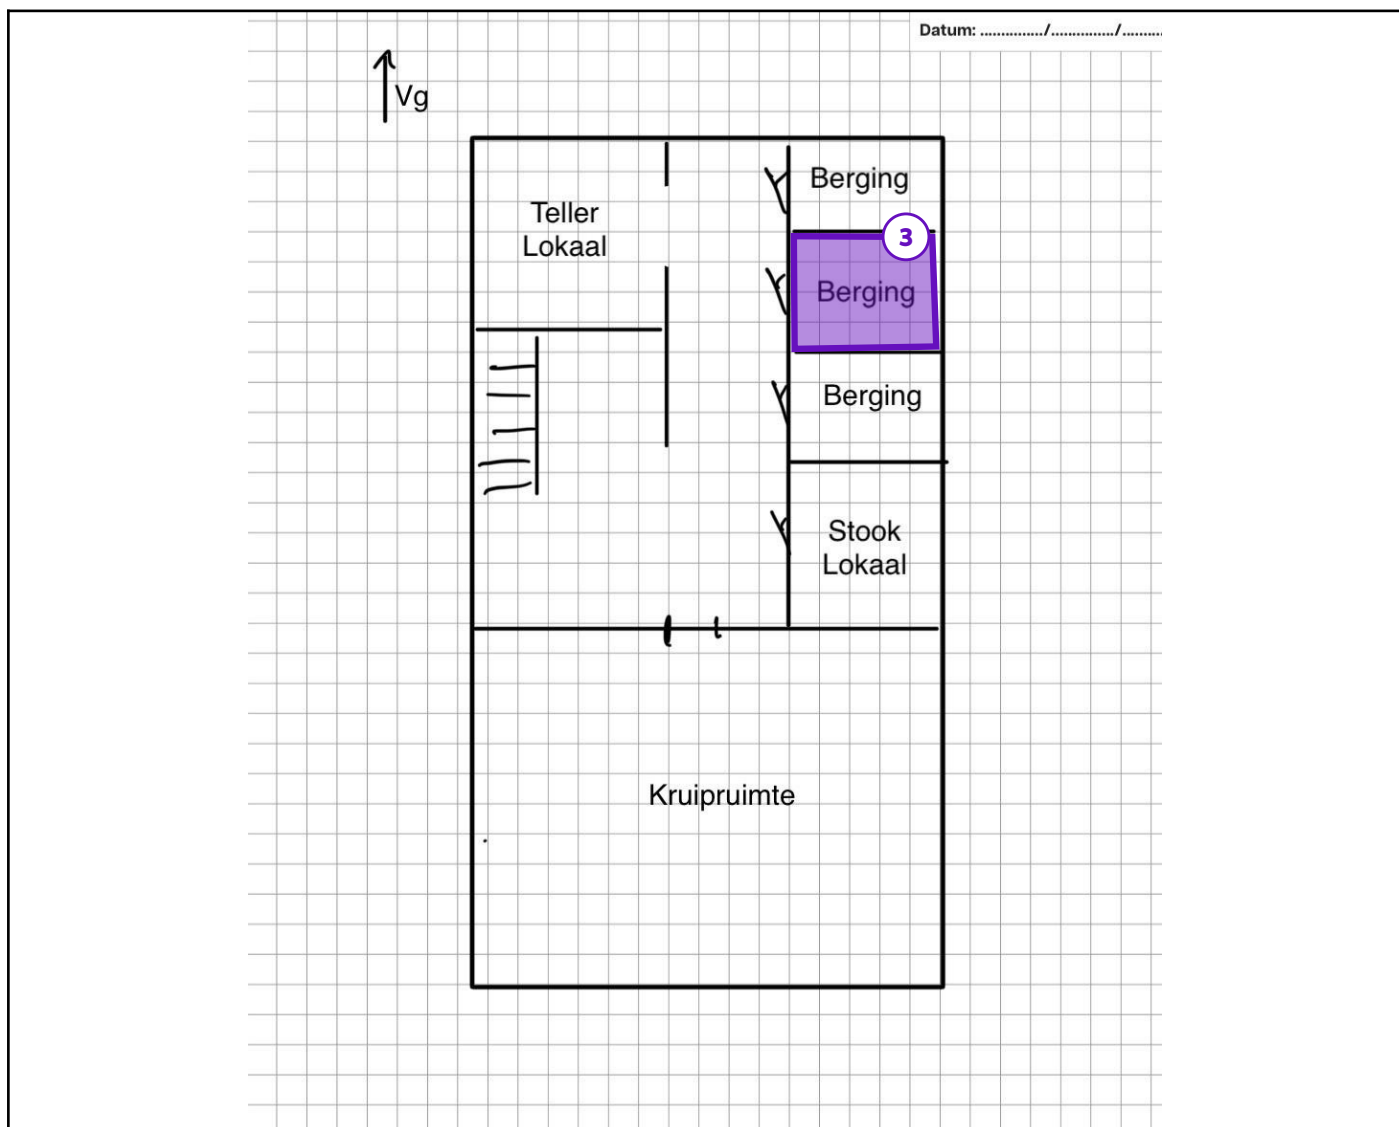 Datum: .............../.............../..........
Vg
Berging
Teller
Lokaal
3
Berging
Berging
Stook
Lokaal
Kruipruimte